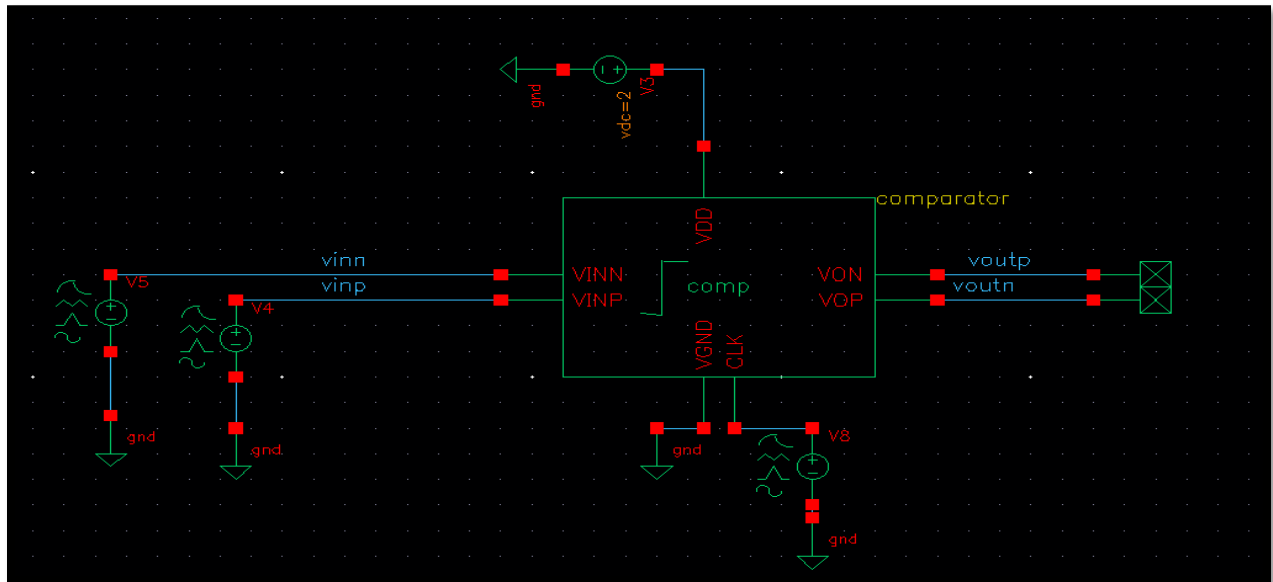 gnd
V3
vdc=2
comparator
VDD
vinn
V5
VINN
VON
voutp
vinp
V4
VINP
comp
VOP
voutn
VGND
CLK
gnd
gnd
gnd
V8
gnd